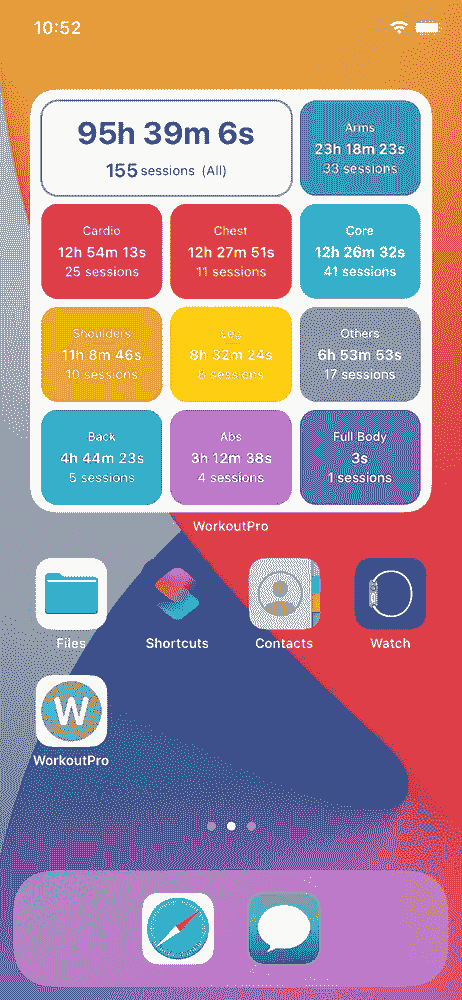 10:52
95h 39m 6s
155 sessions (All)
Arms
23h 18m 23s
33 sessions
Cardio
12h 54m 13s
25 sessions
Chest
12h 27m 51s
11 sessions
Core
12h 26m 32s
41 sessions
Shoulders
11h 8m 46s
10 sessions
Leg
8h 32m 24s
8 sessions
Others
6h 53m 53s
17 sessions
Back
4h 44m 23s
5 sessions
Abs
3h 12m 38s
4 sessions
Full Body
3s
1 sessions
WorkoutPro
Files
Shortcuts
Contacts
Watch
W
WorkoutPro